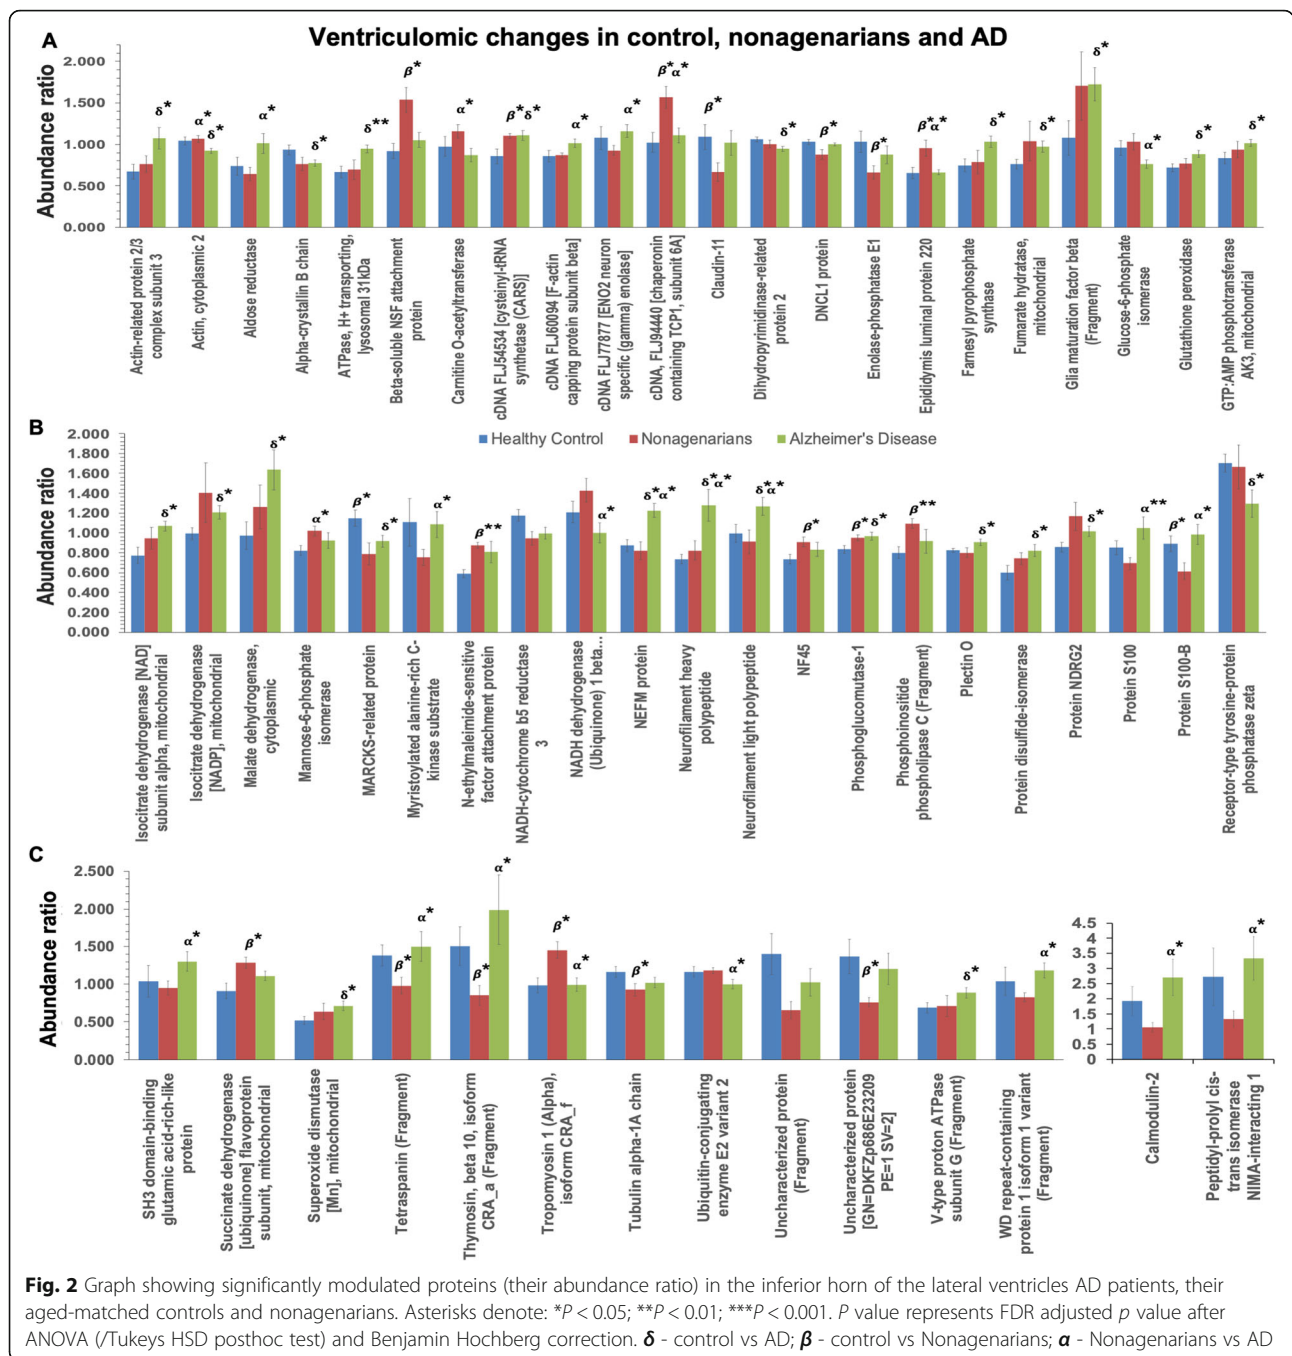 Ventriculomic changes in control, nonagenarians and AD
A
Abundance ratio
2.000
1.500
1.000
0.500
0.000
δ*
α*
δ*
α*
δ*
δ**
β*
α*
β* δ*
α*
α*
β* α*
β*
δ*
β*
β*
β* α*
δ*
δ*
δ*
α*
δ*
δ*
Actin-related protein 2/3
complex subunit 3
Actin, cytoplasmic 2
Aldose reductase
Alpha-crystallin B chain
ATPase, H+ transporting,
lysosomal 31kDa
Beta-soluble NSF attachment
protein
Carnitine O-acetyltransferase
cDNA FLJ54534 [cysteinyl-tRNA
synthetase (CARS)]
cDNA FLJ60094 [F-actin
capping protein subunit beta]
cDNA FLJ77877 [ENO2 neuron
specific (gamma) enolase]
cDNA, FLJ94440 [chaperonin
containing TCP1, subunit 6A]
Claudin-11
Dihydropyrimidinase-related
protein 2
DNCL1 protein
Enolase-phosphatase E1
Epididymis luminal protein 220
Farnesyl pyrophosphate
synthase
Fumarate hydratase,
mitochondrial
Glia maturation factor beta
(Fragment)
Glucose-6-phosphate
isomerase
Glutathione peroxidase
GTP:AMP phosphotransferase
AK3, mitochondrial
B
Healthy Control Nonagenarians Alzheimer's Disease
Abundance ratio
2.000
1.800
1.600
1.400
1.200
1.000
0.800
0.600
0.400
0.200
0.000
δ*
δ*
δ*
α*
β*
δ*
α*
β**
α*
δ* α*
δ* α*
δ* α*
β*
β* δ*
β**
δ*
δ*
δ*
α**
β*
α*
δ*
Isocitrate dehydrogenase [NAD]
subunit alpha, mitochondrial
Isocitrate dehydrogenase
[NADP], mitochondrial
Malate dehydrogenase,
cytoplasmic
Mannose-6-phosphate
isomerase
MARCKS-related protein
Myristoylated alanine-rich C-
kinase substrate
N-ethylmaleimide-sensitive
factor attachment protein
NADH-cytochrome b5 reductase
3
NADH dehydrogenase
(Ubiquinone) 1 beta...
NEFM protein
Neurofilament heavy
polypeptide
Neurofilament light polypeptide
NF45
Phosphoglucomutase-1
Phosphoinositide
phospholipase C (Fragment)
Plectin O
Protein disulfide-isomerase
Protein NDRG2
Protein S100
Protein S100-B
Receptor-type tyrosine-protein
phosphatase zeta
C
Abundance ratio
2.500
2.000
1.500
1.000
0.500
0.000
α*
β*
δ*
β*
α*
β*
α*
β*
α*
β*
α*
β*
δ*
α*
SH3 domain-binding
glutamic acid-rich-like
protein
Succinate dehydrogenase
[ubiquinone] flavoprotein
subunit, mitochondrial
Superoxide dismutase
[Mn], mitochondrial
Tetraspanin (Fragment)
Thymosin, beta 10, isoform
CRA_a (Fragment)
Tropomyosin 1 (Alpha),
isoform CRA_f
Tubulin alpha-1A chain
Ubiquitin-conjugating
enzyme E2 variant 2
Uncharacterized protein
(Fragment)
Uncharacterized protein
[GN=DKFZp686E23209
PE=1 SV=2]
V-type proton ATPase
subunit G (Fragment)
WD repeat-containing
protein 1 isoform 1 variant
(Fragment)
4.5
4
3.5
3
2.5
2
1.5
1
0.5
0
α*
α*
Calmodulin-2
Peptidyl-prolyl cis-
trans isomerase
NIMA-interacting 1
Fig. 2 Graph showing significantly modulated proteins (their abundance ratio) in the inferior horn of the lateral ventricles AD patients, their
aged-matched controls and nonagenarians. Asterisks denote: *P < 0.05; **P < 0.01; ***P < 0.001. P value represents FDR adjusted p value after
ANOVA (/Tukeys HSD posthoc test) and Benjamin Hochberg correction. δ - control vs AD; β - control vs Nonagenarians; α - Nonagenarians vs AD